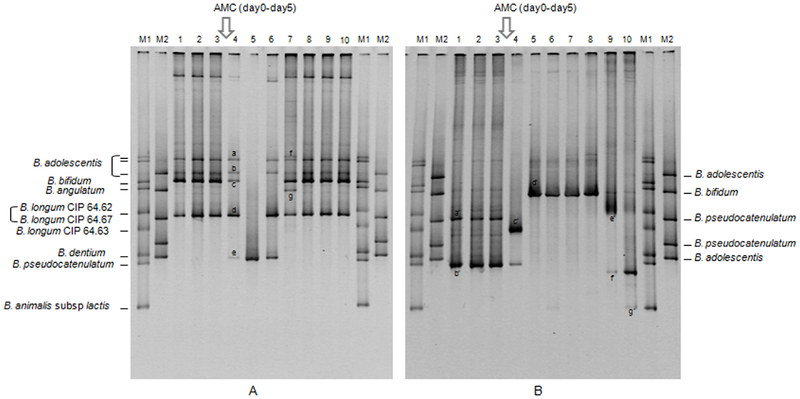 AMC (day0-day5)
AMC (day0-day5)
M1 M2 1 2 3 4 5 6 7 8 9 10 M1 M2
M1 M2 1 2 3 4 5 6 7 8 9 10 M1 M2
B. adolescentis
B. bifidum
B. angulatum
B. longum CIP 64.62
B. longum CIP 64.67
B. longum CIP 64.63
B. dentium
B. pseudocatenulatum
B. animalis subsp lactis
a
b
c
d
e
f
g
a'
b'
c'
d'
e'
f'
g'
B. adolescentis
B. bifidum
B. pseudocatenulatum
B. pseudocatenulatum
B. adolescentis
A
B